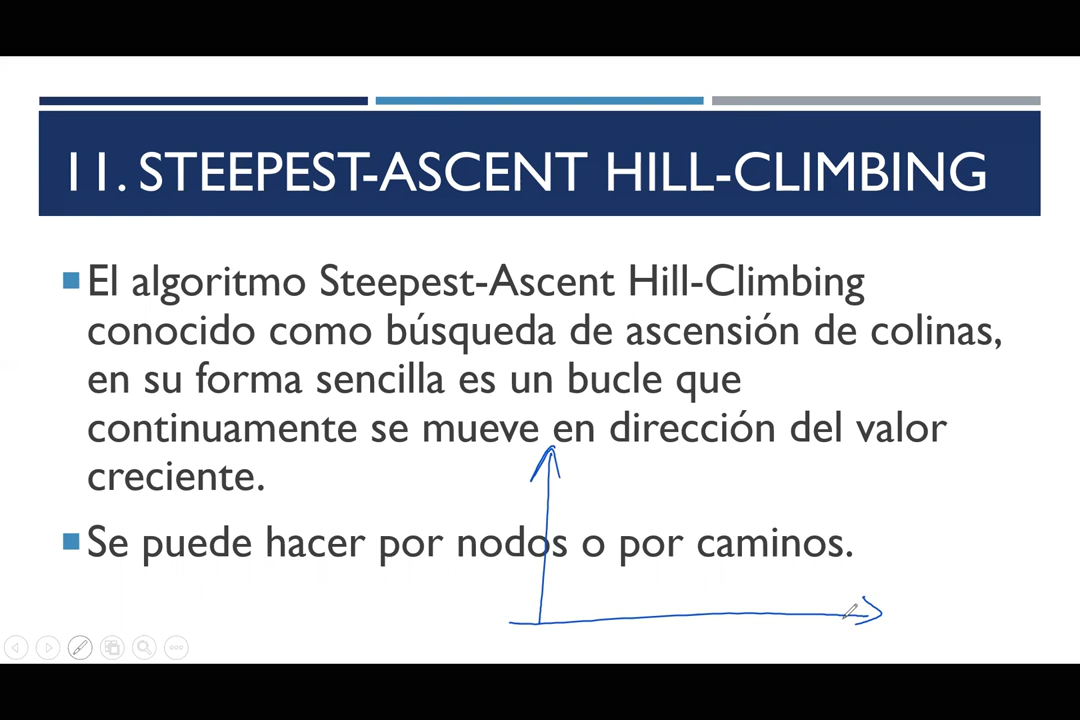 11. STEEPEST-ASCENT HILL-CLIMBING
El algoritmo Steepest-Ascent Hill-Climbing
conocido como búsqueda de ascensión de colinas,
en su forma sencilla es un bucle que
continuamente se mueve en dirección del valor
creciente.
Se puede hacer por nodos o por caminos.